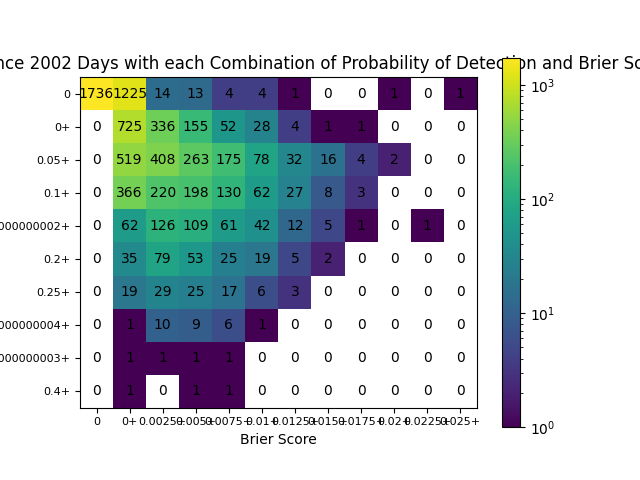 nce 2002 Days with each Combination of Probability of Detection and Brier Sco
0 1736 1225 14 13 4 4 1 0 0 1 0 1
0+ 0 725 336 155 52 28 4 1 1 0 0 0
0.05+ 0 519 408 263 175 78 32 16 4 2 0 0
0.1+ 0 366 220 198 130 62 27 8 3 0 0 0
000000002+ 0 62 126 109 61 42 12 5 1 0 1 0
0.2+ 0 35 79 53 25 19 5 2 0 0 0 0
0.25+ 0 19 29 25 17 6 3 0 0 0 0 0
000000004+ 0 1 10 9 6 1 0 0 0 0 0 0
000000003+ 0 1 1 1 1 0 0 0 0 0 0 0
0.4+ 0 1 0 1 1 0 0 0 0 0 0 0
0 0+ 0.0025+ 0.005+ 0.0075+ 0.01+ 0.0125+ 0.015+ 0.0175+ 0.02+ 0.0225+ 0.025+
Brier Score
10³
10²
10¹
10⁰